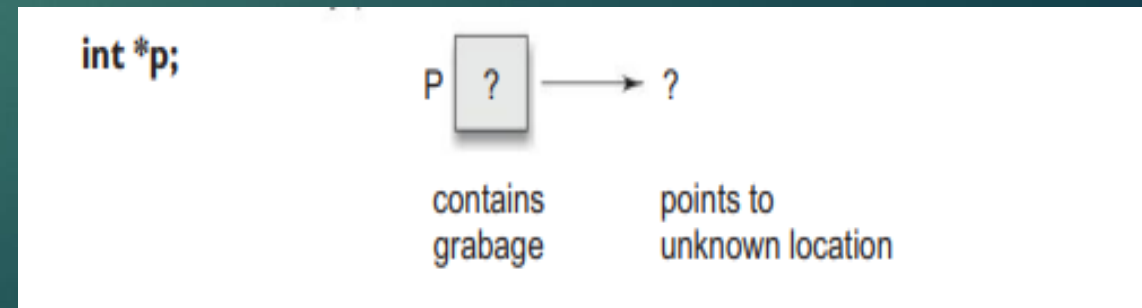 int *p;
P ? ?
contains points to
grabage unknown location